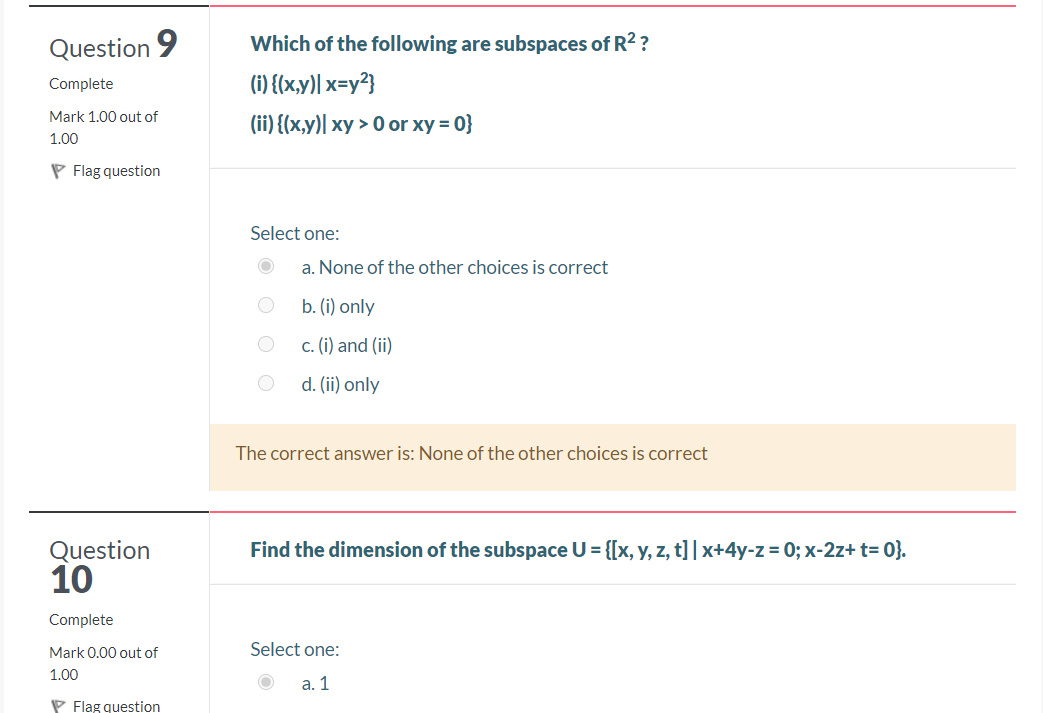 Question 9
Complete
Mark 1.00 out of
1.00
Flag question
Which of the following are subspaces of R² ?
(i) {(x,y)| x=y²}
(ii) {(x,y)| xy > 0 or xy = 0}
Select one:
a. None of the other choices is correct
b. (i) only
c. (i) and (ii)
d. (ii) only
The correct answer is: None of the other choices is correct
Question
10
Complete
Mark 0.00 out of
1.00
Flag question
Find the dimension of the subspace U = {[x, y, z, t] | x+4y-z = 0; x-2z+ t= 0}.
Select one:
a. 1